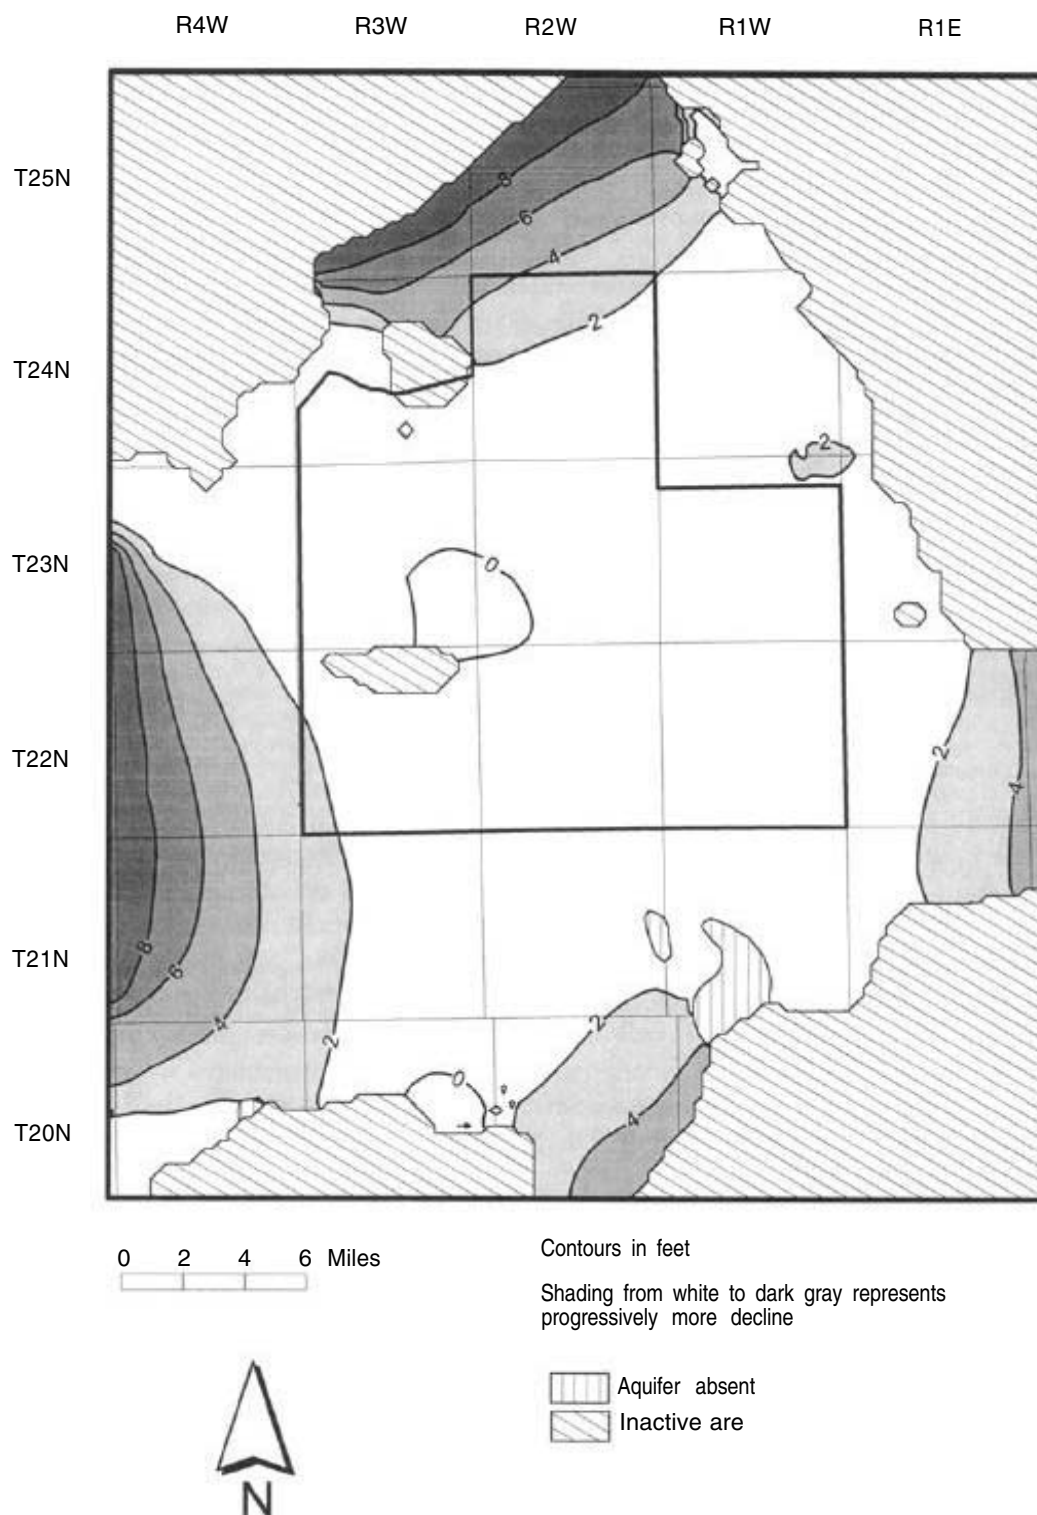 R4W R3W R2W R1W R1E
T25N
8
6
4
2
T24N
2
T23N
0
T22N
2
4
T21N
8
6
4
2
2
T20N
0
4
0 2 4 6 Miles
Contours in feet
Shading from white to dark gray represents
progressively more decline
Aquifer absent
Inactive are
N